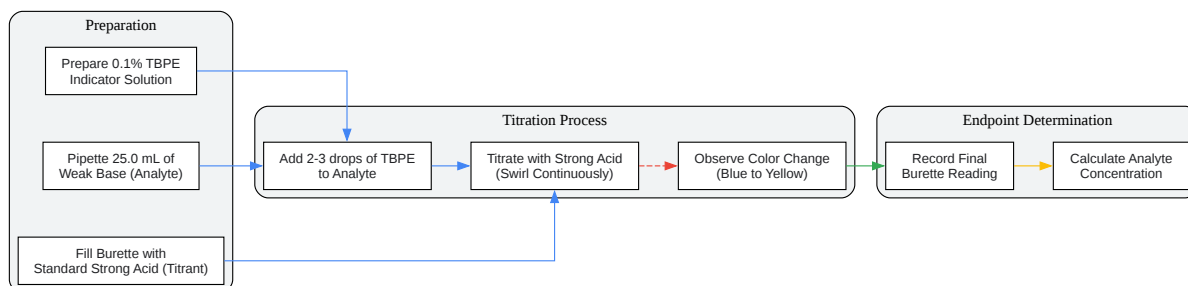 Preparation
Prepare 0.1% TBPE
Indicator Solution
Pipette 25.0 mL of
Weak Base (Analyte)
Fill Burette with
Standard Strong Acid (Titrant)
Titration Process
Add 2-3 drops of TBPE
to Analyte
Titrate with Strong Acid
(Swirl Continuously)
Observe Color Change
(Blue to Yellow)
Endpoint Determination
Record Final
Burette Reading
Calculate Analyte
Concentration